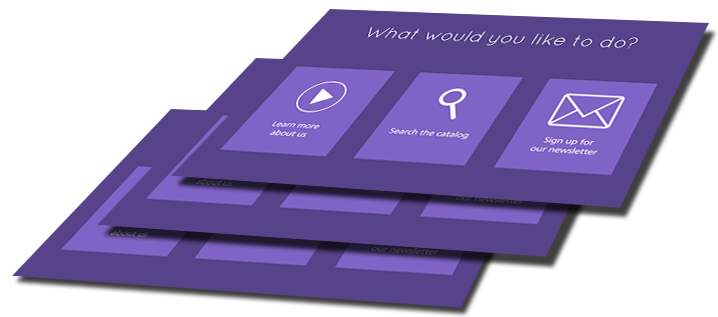 What would you like to do?
Learn more
about us
Search the catalog
Sign up for
our newsletter
about us
our newsletter
about us
our newsletter